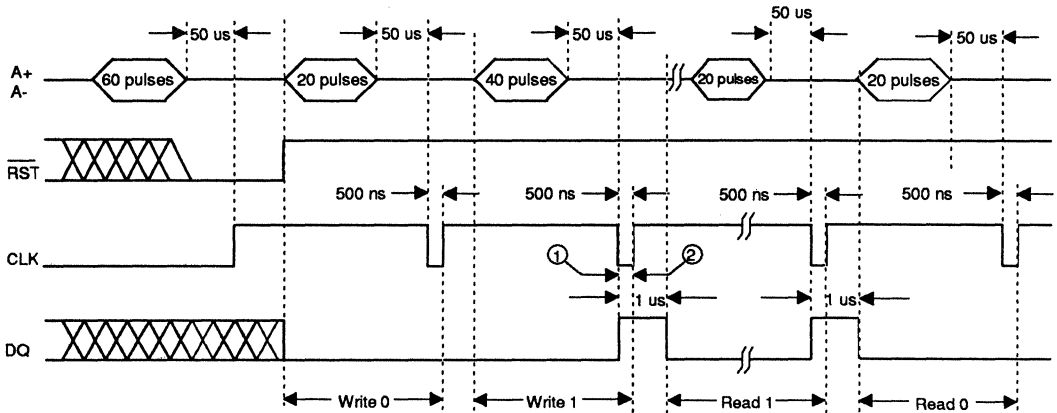 50 us 50 us 50 us 50 us 50 us
A+ 60 pulses 20 pulses 40 pulses 20 pulses 20 pulses
A-
RST
500 ns 500 ns 500 ns 500 ns
CLK
1 2
1 us 1 us
DQ
Write 0 Write 1 Read 1 Read 0